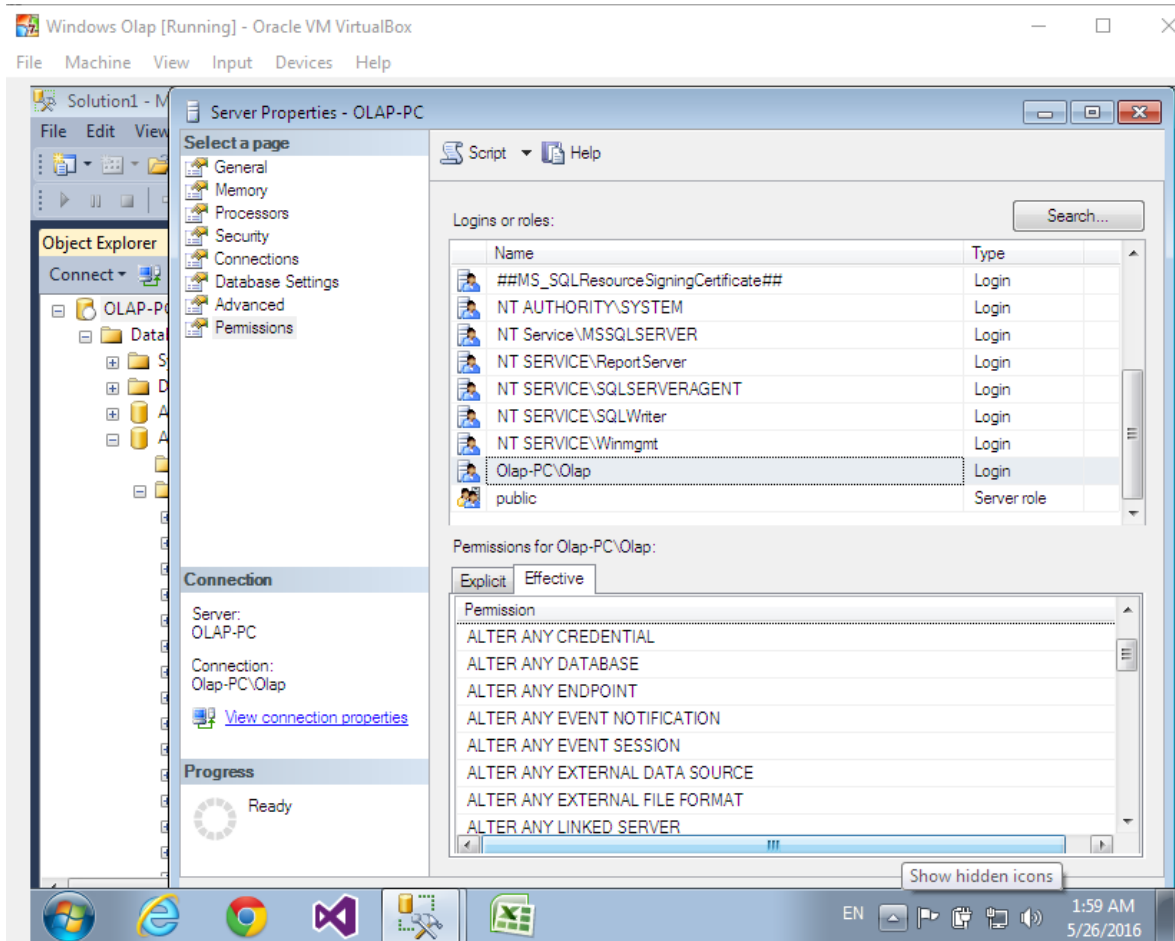 Windows Olap [Running] - Oracle VM VirtualBox
File Machine View Input Devices Help
Solution1 - M
File Edit View
Server Properties - OLAP-PC
Select a page
General
Memory
Processors
Security
Connections
Database Settings
Advanced
Permissions
Script Help
Logins or roles:
Search...
Name Type
##MS_SQLResourceSigningCertificate## Login
NT AUTHORITY\SYSTEM Login
NT Service\MSSQLSERVER Login
NT SERVICE\ReportServer Login
NT SERVICE\SQLSERVERAGENT Login
NT SERVICE\SQLWriter Login
NT SERVICE\Winmgmt Login
Olap-PC\Olap Login
public Server role
Object Explorer
Connect
OLAP-PC
Datal
S
D
A
A
Permissions for Olap-PC\Olap:
Explicit Effective
Permission
ALTER ANY CREDENTIAL
ALTER ANY DATABASE
ALTER ANY ENDPOINT
ALTER ANY EVENT NOTIFICATION
ALTER ANY EVENT SESSION
ALTER ANY EXTERNAL DATA SOURCE
ALTER ANY EXTERNAL FILE FORMAT
ALTER ANY LINKED SERVER
Connection
Server:
OLAP-PC
Connection:
Olap-PC\Olap
View connection properties
Progress
Ready
Show hidden icons
EN
1:59 AM
5/26/2016